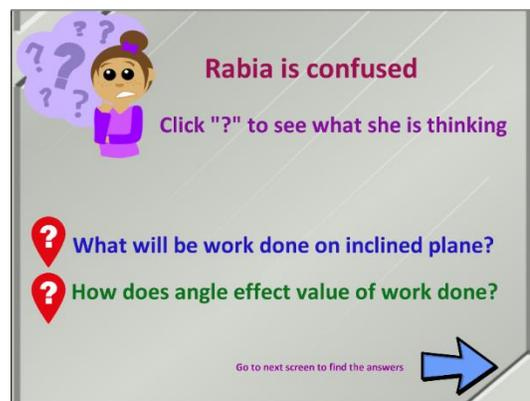 Rabia is confused
Click "?" to see what she is thinking
? What will be work done on inclined plane?
? How does angle effect value of work done?
Go to next screen to find the answers